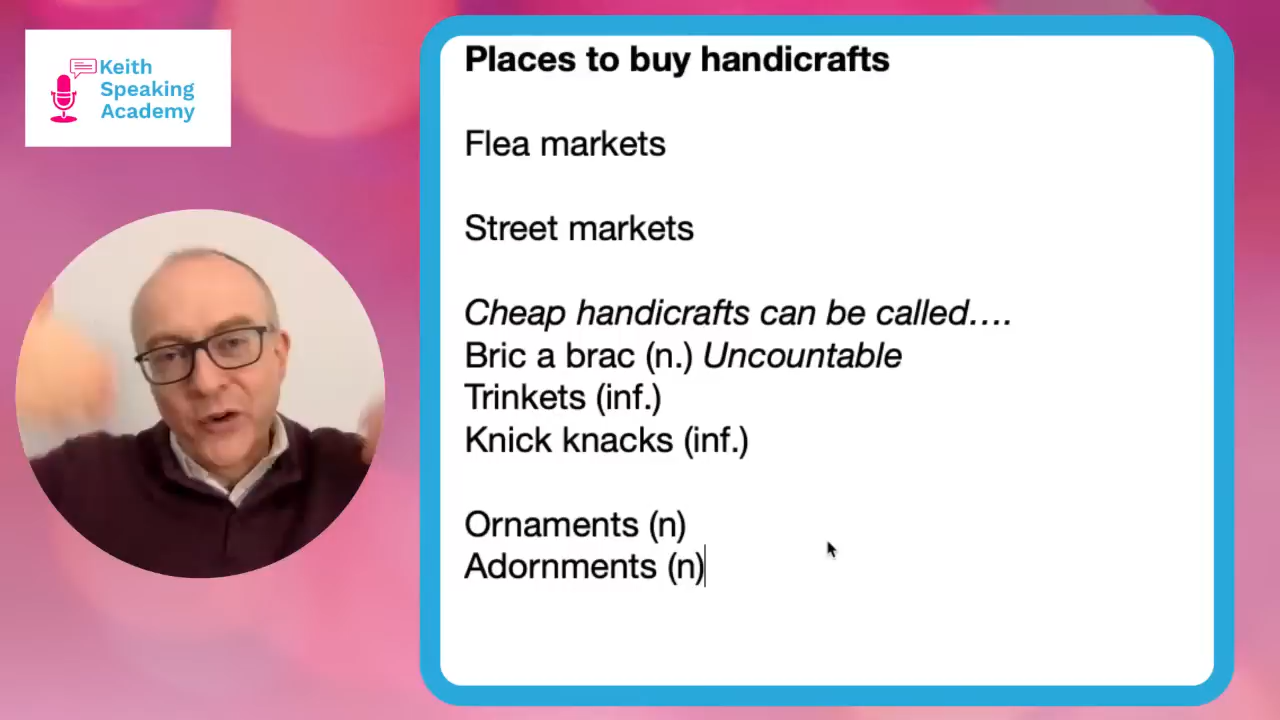 Keith
Speaking
Academy
Places to buy handicrafts
Flea markets
Street markets
Cheap handicrafts can be called….
Bric a brac (n.) Uncountable
Trinkets (inf.)
Knick knacks (inf.)
Ornaments (n)
Adornments (n)